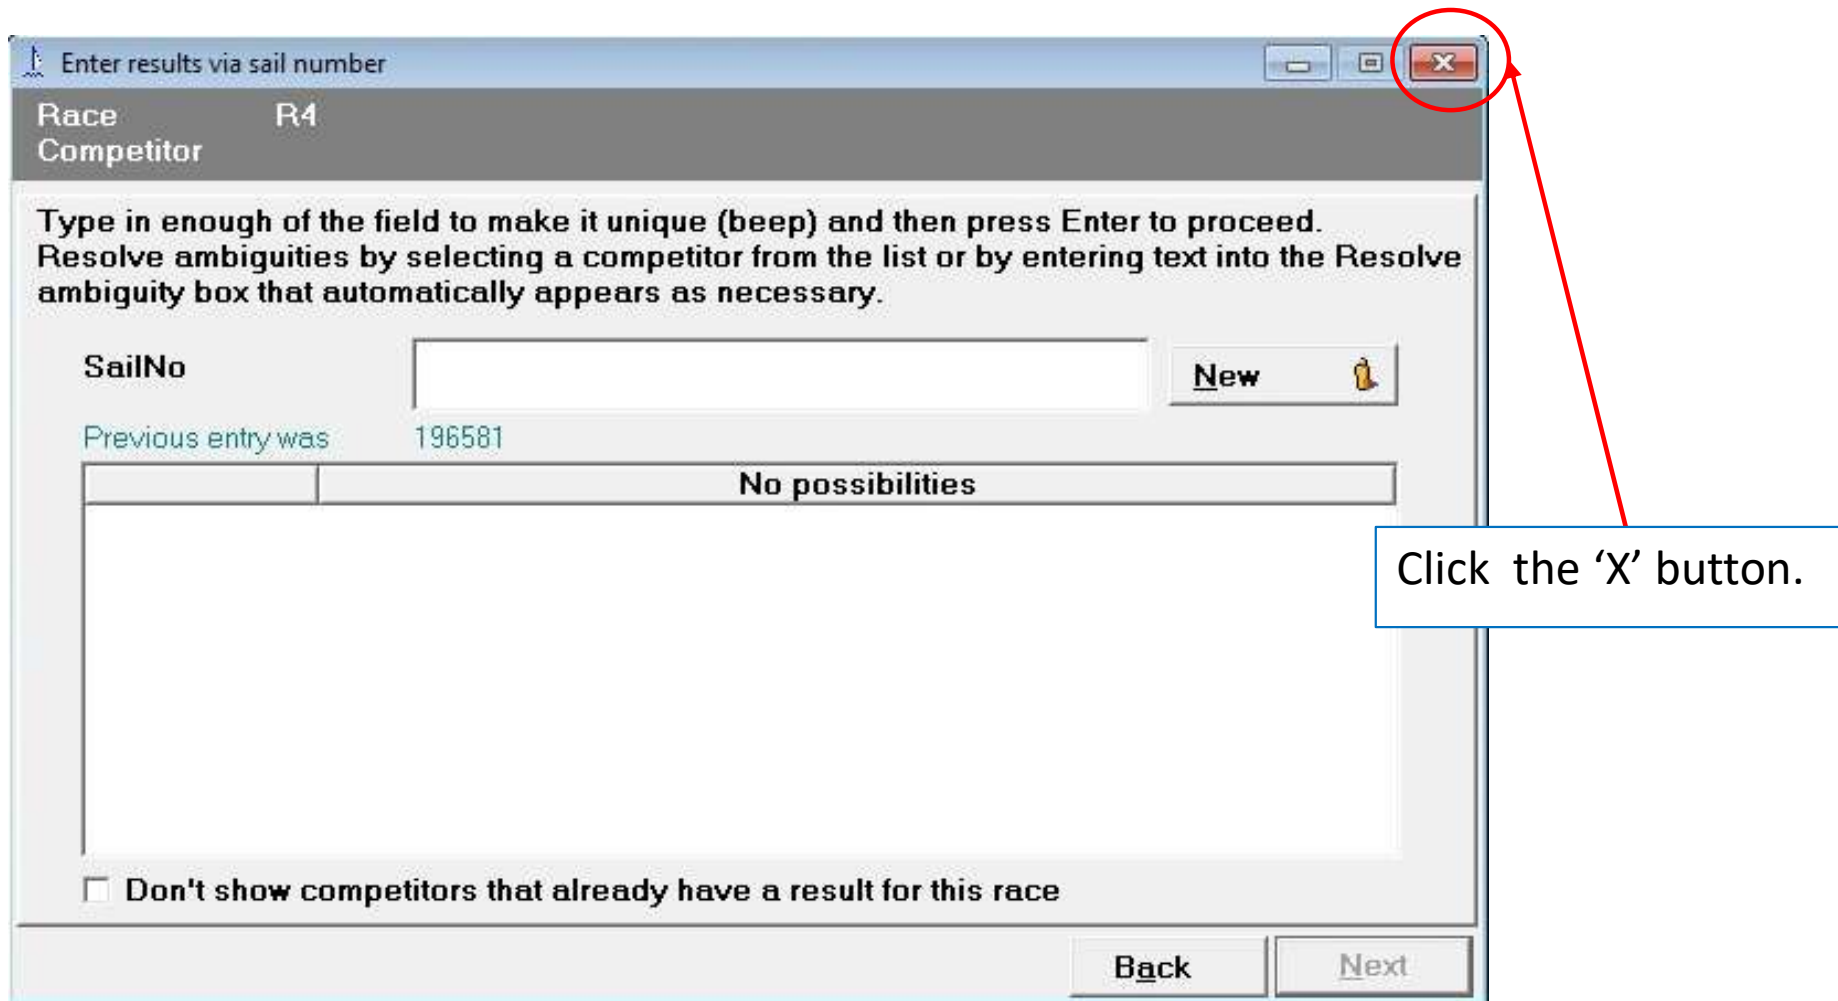 Enter results via sail number
Race R4
Competitor
Type in enough of the field to make it unique (beep) and then press Enter to proceed.
Resolve ambiguities by selecting a competitor from the list or by entering text into the Resolve
ambiguity box that automatically appears as necessary.
SailNo
New
Previous entry was 196581
No possibilities
Click  the ‘X’ button.
Don't show competitors that already have a result for this race
Back
Next